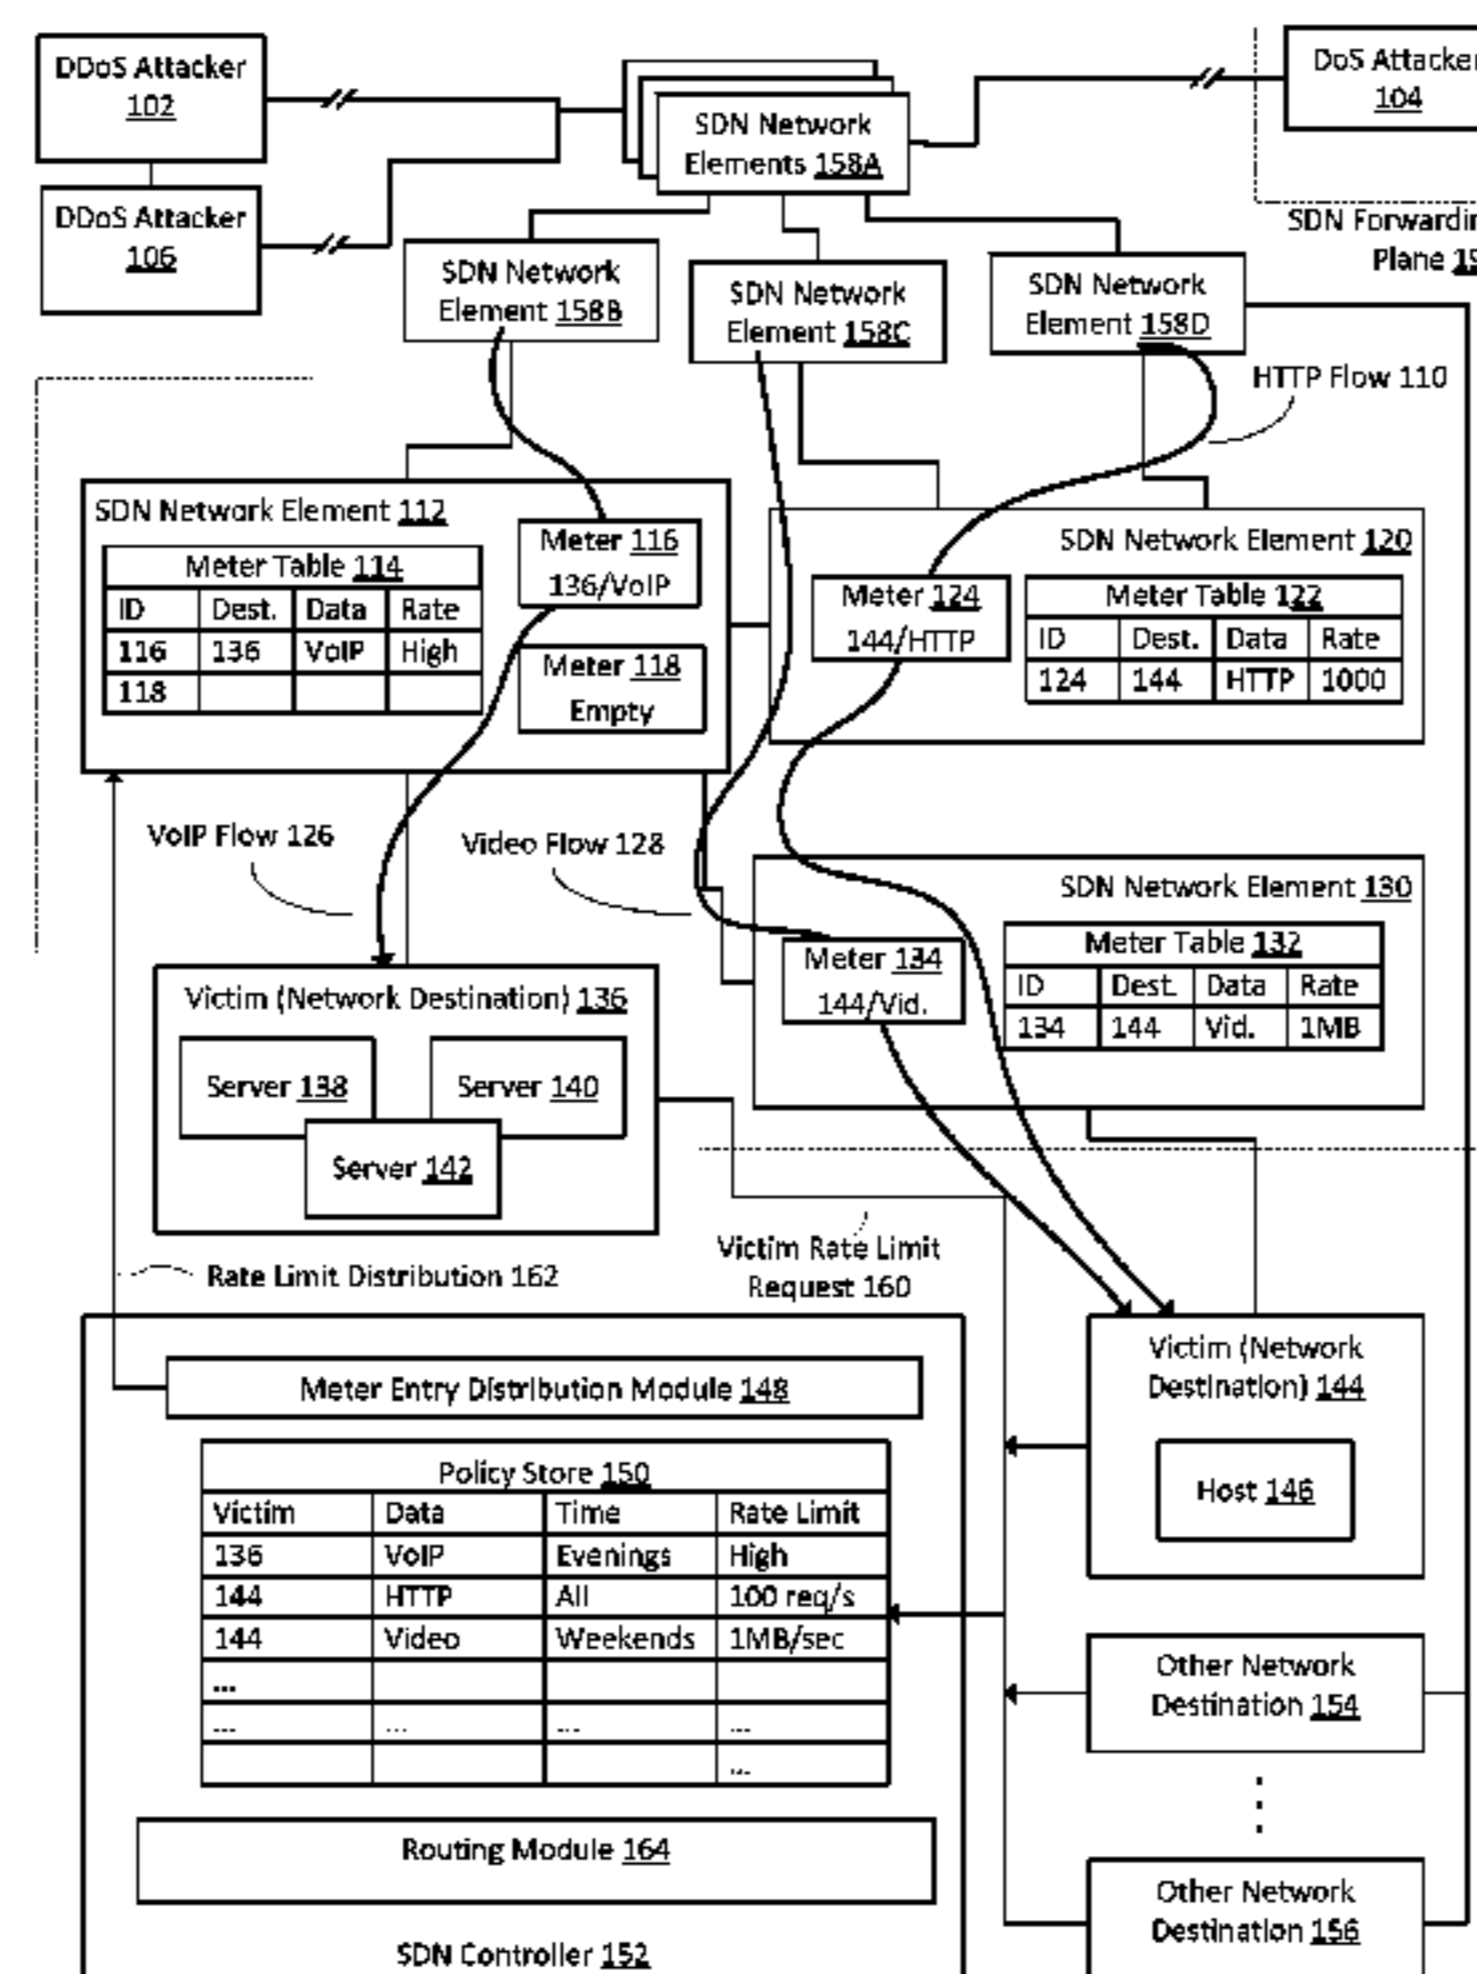 DDoS Attacker
102
DoS Attacker
104
SDN Network
Elements 158A
DDoS Attacker
106
SDN Forwardin
Plane 19
SDN Network
Element 158B
SDN Network
Element 158C
SDN Network
Element 158D
HTTP Flow 110
SDN Network Element 112
Meter Table 114
ID Dest. Data Rate
116 136 VoIP High
118
Meter 116
136/VoIP
Meter 118
Empty
SDN Network Element 120
Meter 124
144/HTTP
Meter Table 122
ID Dest. Data Rate
124 144 HTTP 1000
VoIP Flow 126
Video Flow 128
SDN Network Element 130
Meter 134
144/Vid.
Meter Table 132
ID Dest. Data Rate
134 144 Vid. 1MB
Victim (Network Destination) 136
Server 138
Server 140
Server 142
Victim Rate Limit
Request 160
Rate Limit Distribution 162
Meter Entry Distribution Module 148
Policy Store 150
Victim Data Time Rate Limit
136 VoIP Evenings High
144 HTTP All 100 req/s
144 Video Weekends 1MB/sec
...
... ... ... ...
...
Routing Module 164
SDN Controller 152
Victim (Network
Destination) 144
Host 146
Other Network
Destination 154
Other Network
Destination 156